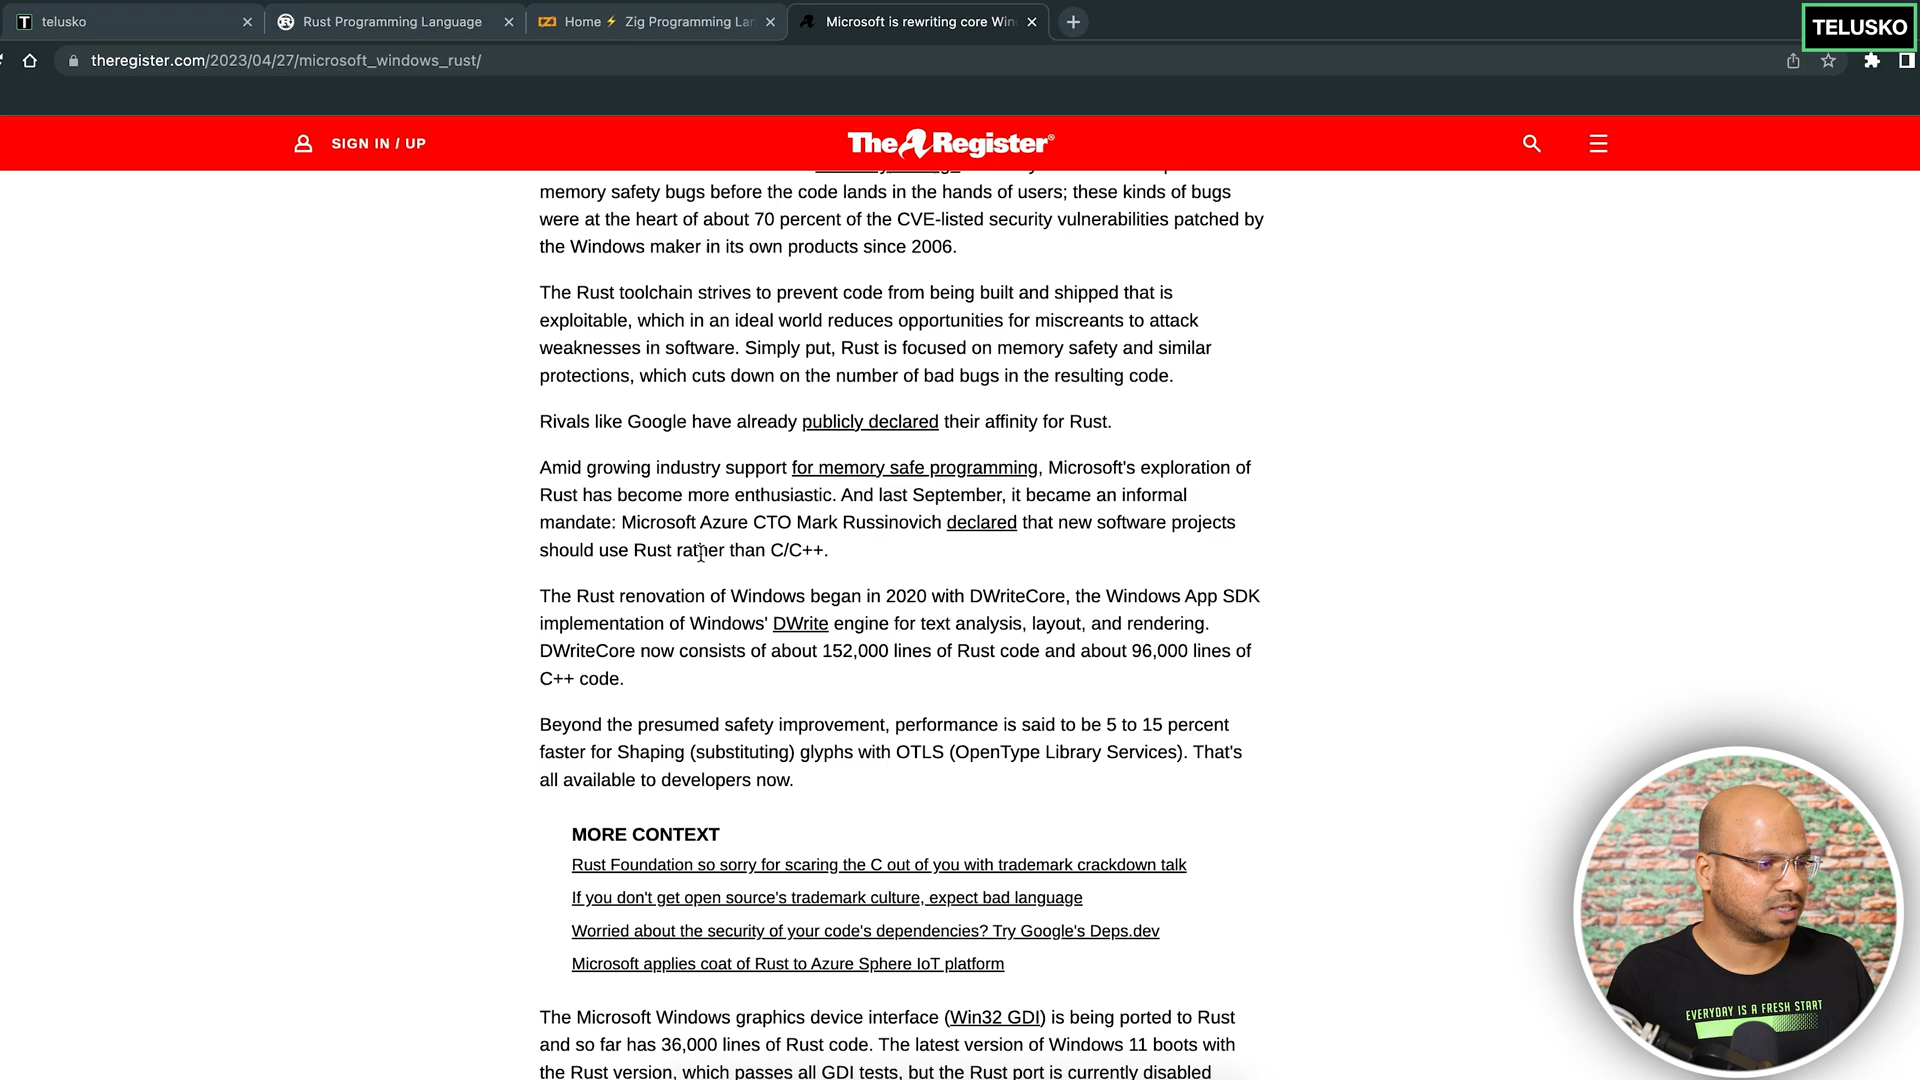 telusko
Rust Programming Language
Home⚡ Zig Programming Lan
Microsoft is rewriting core Win
TELUSKO
theregister.com/2023/04/27/microsoft_windows_rust/
SIGN IN / UP
The Register®
memory safety bugs before the code lands in the hands of users; these kinds of bugs
were at the heart of about 70 percent of the CVE-listed security vulnerabilities patched by
the Windows maker in its own products since 2006.
The Rust toolchain strives to prevent code from being built and shipped that is
exploitable, which in an ideal world reduces opportunities for miscreants to attack
weaknesses in software. Simply put, Rust is focused on memory safety and similar
protections, which cuts down on the number of bad bugs in the resulting code.
Rivals like Google have already publicly declared their affinity for Rust.
Amid growing industry support for memory safe programming, Microsoft's exploration of
Rust has become more enthusiastic. And last September, it became an informal
mandate: Microsoft Azure CTO Mark Russinovich declared that new software projects
should use Rust rather than C/C++.
The Rust renovation of Windows began in 2020 with DWriteCore, the Windows App SDK
implementation of Windows' DWrite engine for text analysis, layout, and rendering.
DWriteCore now consists of about 152,000 lines of Rust code and about 96,000 lines of
C++ code.
Beyond the presumed safety improvement, performance is said to be 5 to 15 percent
faster for Shaping (substituting) glyphs with OTLS (OpenType Library Services). That's
all available to developers now.
MORE CONTEXT
Rust Foundation so sorry for scaring the C out of you with trademark crackdown talk
If you don't get open source's trademark culture, expect bad language
Worried about the security of your code's dependencies? Try Google's Deps.dev
Microsoft applies coat of Rust to Azure Sphere IoT platform
The Microsoft Windows graphics device interface (Win32 GDI) is being ported to Rust
and so far has 36,000 lines of Rust code. The latest version of Windows 11 boots with
the Rust version, which passes all GDI tests, but the Rust port is currently disabled
EVERYDAY IS A FRESH START